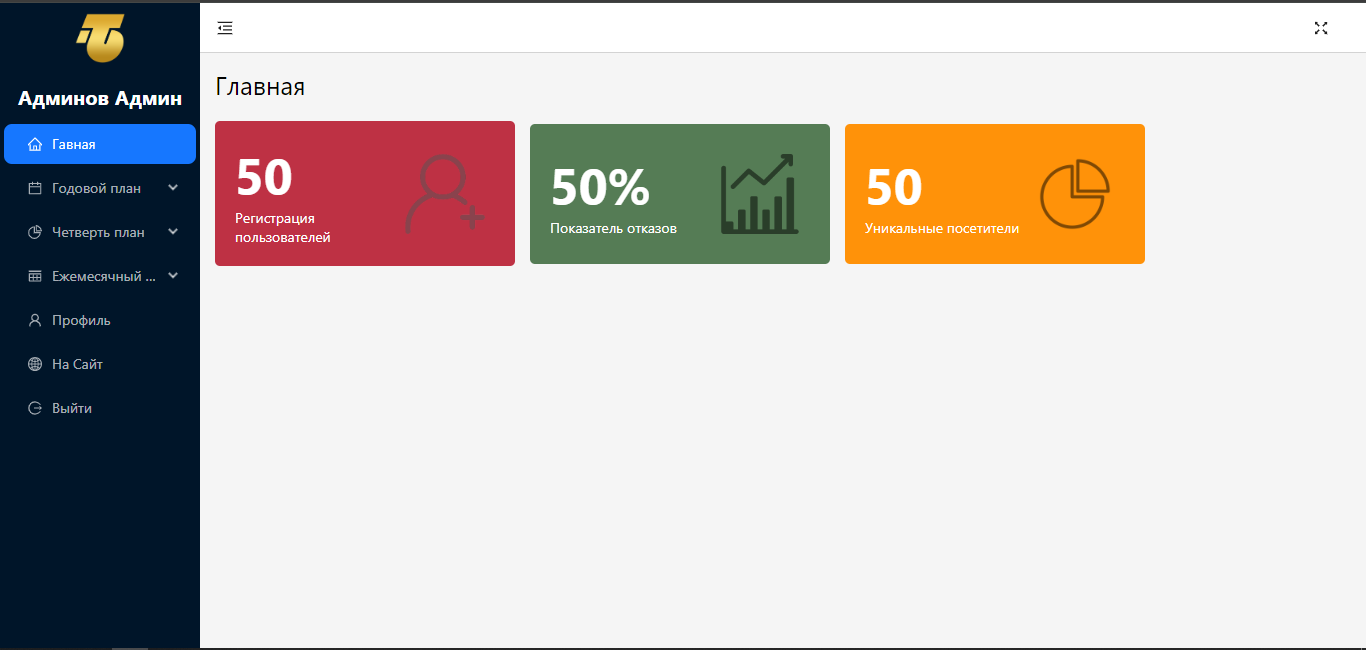 Админов Админ
Гавная
Годовой план
Четверть план
Ежемесячный ...
Профиль
На Сайт
Выйти
Главная
50
Регистрация
пользователей
50%
Показатель отказов
50
Уникальные посетители